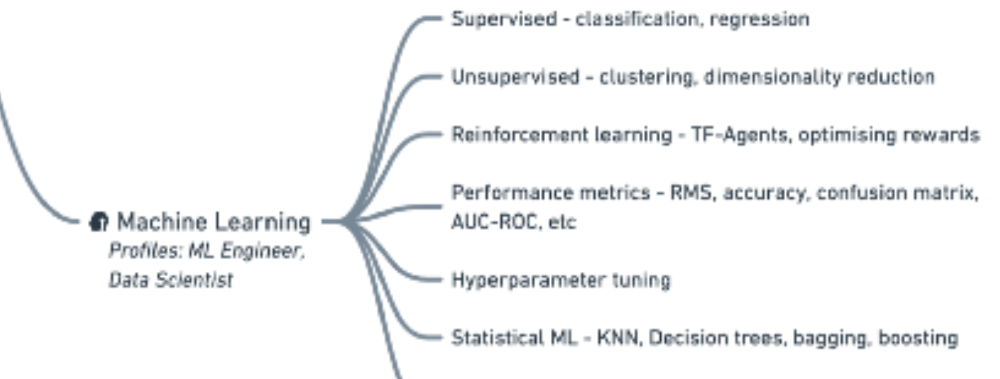 Supervised - classification, regression
Unsupervised - clustering, dimensionality reduction
Reinforcement learning - TF-Agents, optimising rewards
Performance metrics - RMS, accuracy, confusion matrix,
AUC-ROC, etc
Machine Learning
Profiles: ML Engineer,
Data Scientist
Hyperparameter tuning
Statistical ML - KNN, Decision trees, bagging, boosting